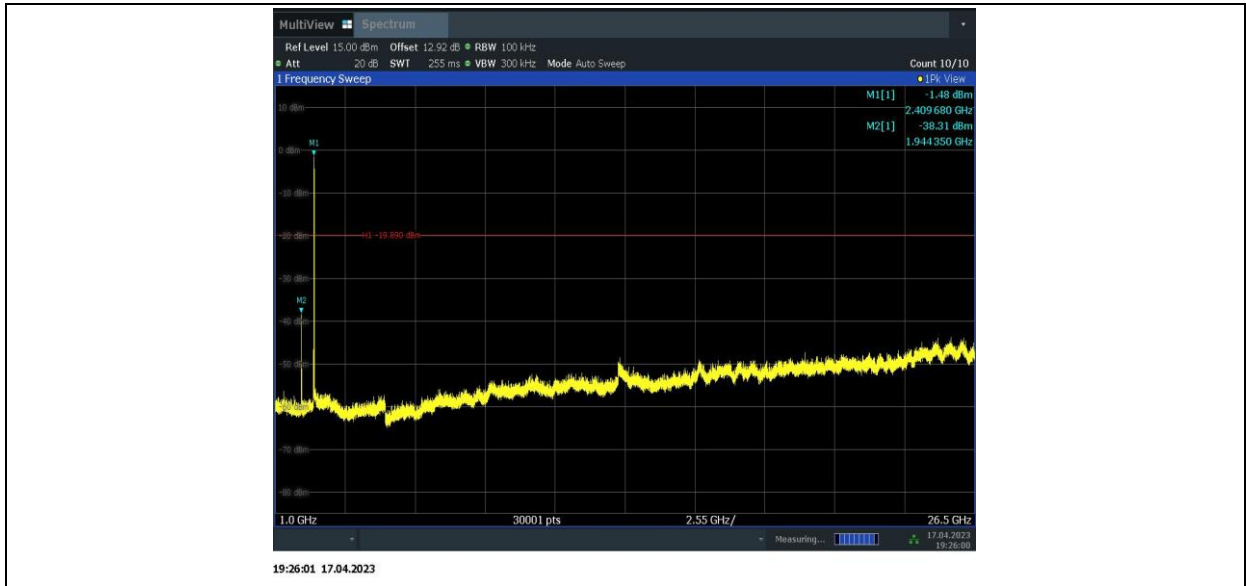 MultiView Spectrum
Ref Level 15.00 dBm Offset 12.92 dB RBW 100 kHz
Att 20 dB SWT 255 ms VBW 300 kHz Mode Auto Sweep Count 10/10
1 Frequency Sweep 1Pk View
M1[1] -1.48 dBm
2.409680 GHz
M2[1] -38.31 dBm
1.944350 GHz
10 dBm
M1
0 dBm
-10 dBm
-20 dBm H1 -19.890 dBm
-30 dBm
M2
-40 dBm
-50 dBm
-60 dBm
-70 dBm
-80 dBm
1.0 GHz 30001 pts 2.55 GHz/ 26.5 GHz
Measuring... 17.04.2023
19:26:00
19:26:01 17.04.2023